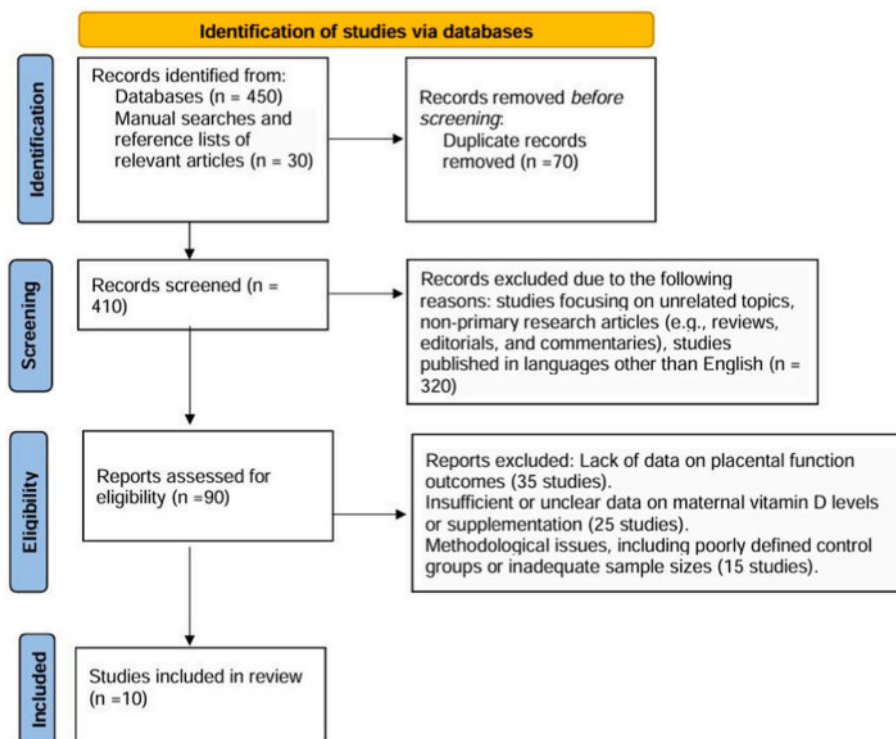 Identification of studies via databases
Identification
Records identified from:
Databases (n = 450)
Manual searches and
reference lists of
relevant articles (n = 30)
Records removed before
screening:
Duplicate records
removed (n =70)
Screening
Records screened (n =
410)
Records excluded due to the following
reasons: studies focusing on unrelated topics,
non-primary research articles (e.g., reviews,
editorials, and commentaries), studies
published in languages other than English (n =
320)
Eligibility
Reports assessed for
eligibility (n =90)
Reports excluded: Lack of data on placental function
outcomes (35 studies).
Insufficient or unclear data on maternal vitamin D levels
or supplementation (25 studies).
Methodological issues, including poorly defined control
groups or inadequate sample sizes (15 studies).
Included
Studies included in review
(n =10)